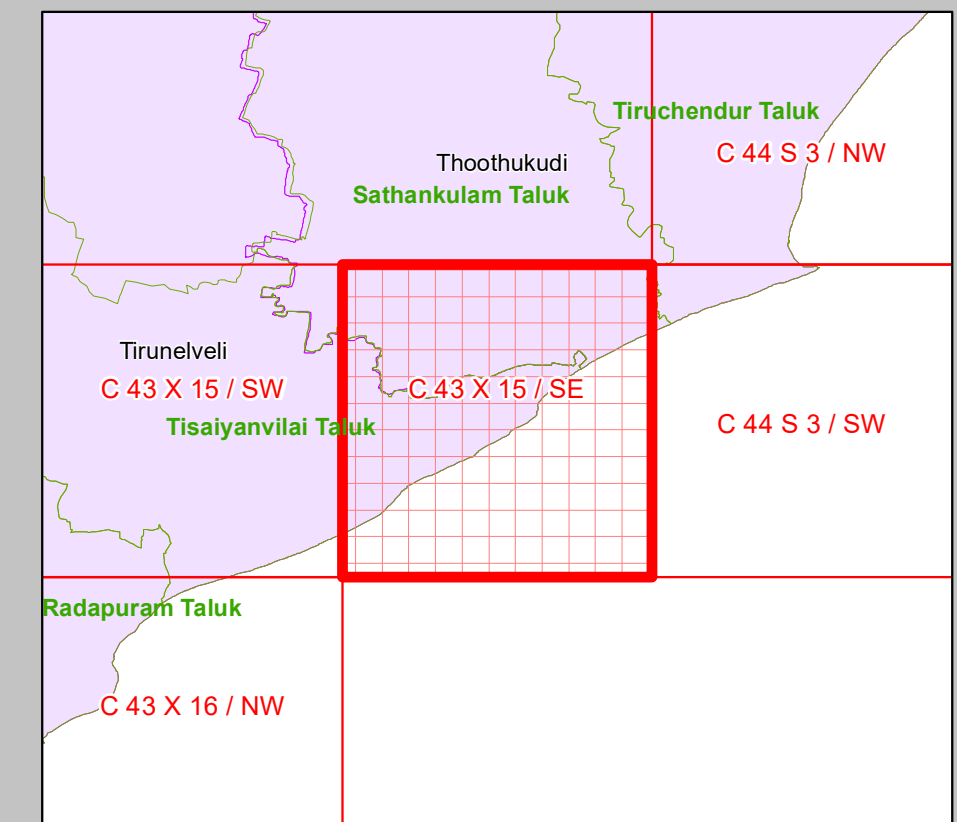 Tiruchendur Taluk
C 44 S 3 / NW
Thoothukudi
Sathankulam Taluk
Tirunelveli
C 43 X 15 / SW
C 43 X 15 / SE
Tisaiyanvilai Taluk
C 44 S 3 / SW
Radapuram Taluk
C 43 X 16 / NW